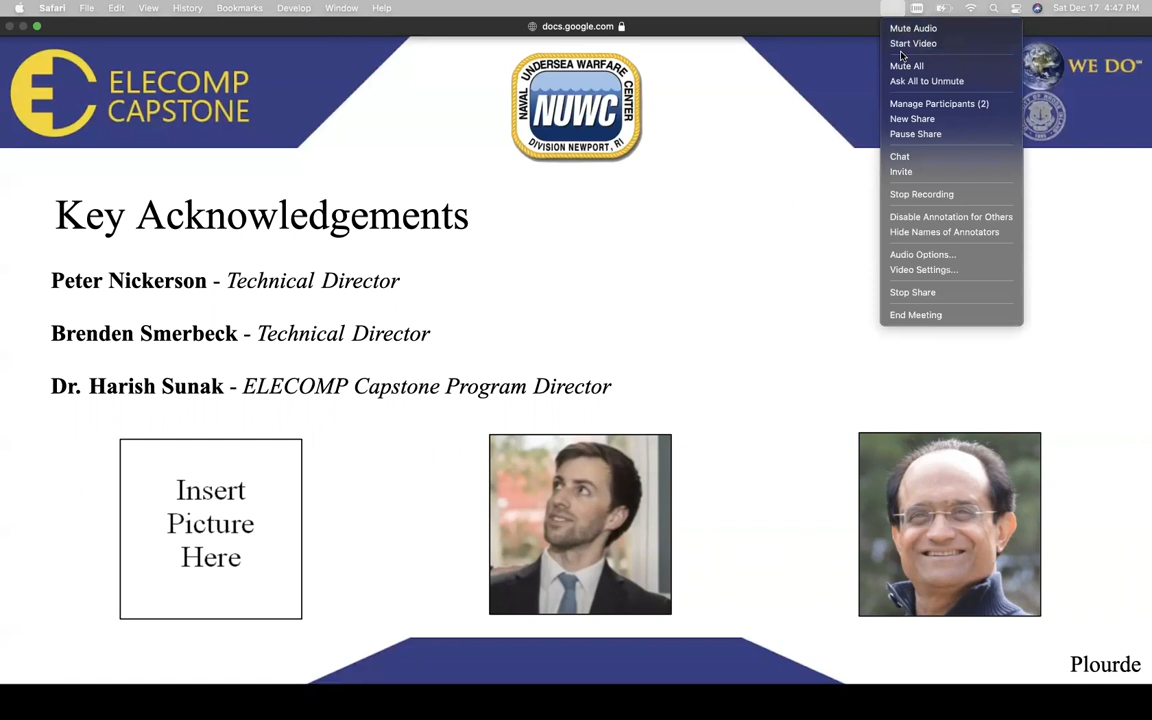 Safari File Edit View History Bookmarks Develop Window Help
Sat Dec 17 4:47 PM
docs.google.com
ELECOMP
CAPSTONE
NAVAL UNDERSEA WARFARE CENTER
NUWC
DIVISION NEWPORT, RI
WE DO™
Mute Audio
Start Video
Mute All
Ask All to Unmute
Manage Participants (2)
New Share
Pause Share
Chat
Invite
Stop Recording
Disable Annotation for Others
Hide Names of Annotators
Audio Options...
Video Settings...
Stop Share
End Meeting
Key Acknowledgements
Peter Nickerson - Technical Director
Brenden Smerbeck - Technical Director
Dr. Harish Sunak - ELECOMP Capstone Program Director
Insert
Picture
Here
Plourde